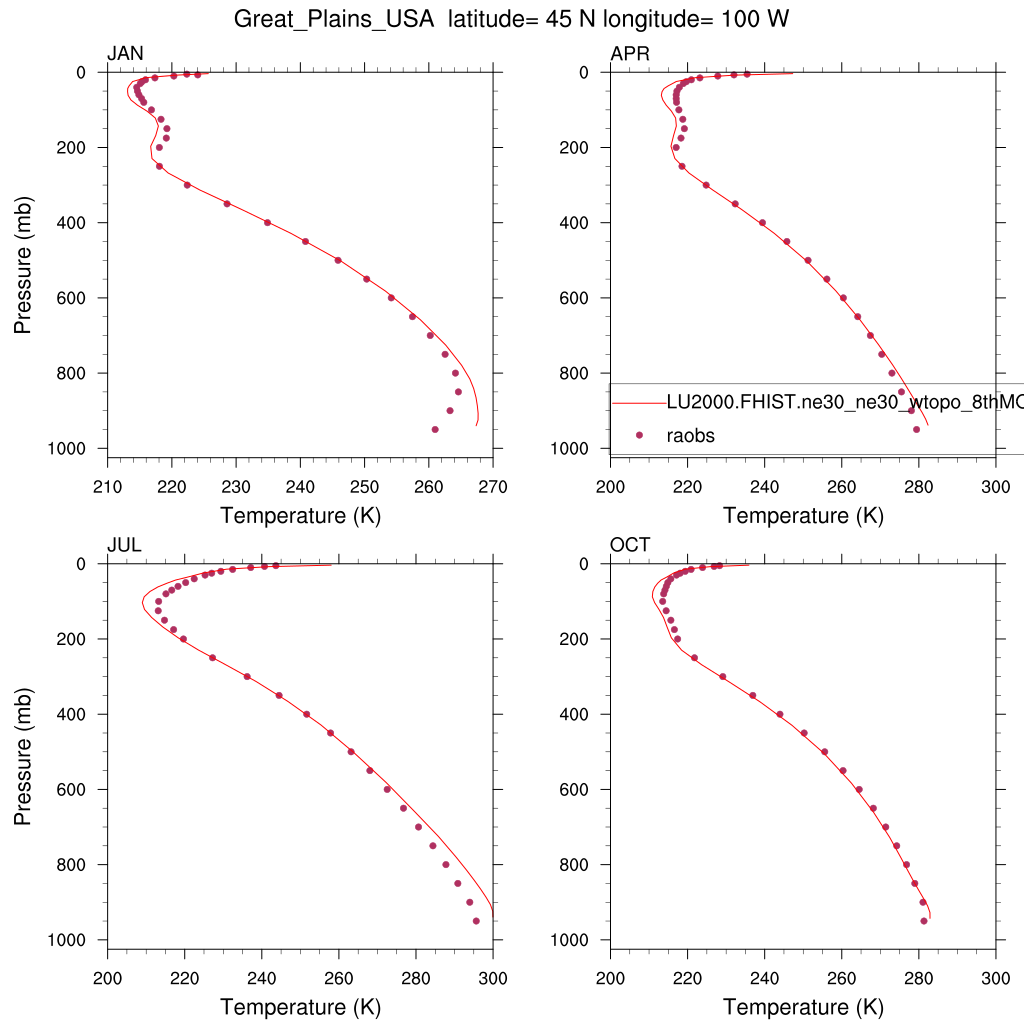 Great_Plains_USA latitude= 45 N longitude= 100 W
JAN
APR
0
200
400
600
800
1000
Pressure (mb)
210 220 230 240 250 260 270
Temperature (K)
0
200
400
600
800
1000
LU2000.FHIST.ne30_ne30_wtopo_8thMO
raobs
200 220 240 260 280 300
Temperature (K)
JUL
OCT
0
200
400
600
800
1000
Pressure (mb)
200 220 240 260 280 300
Temperature (K)
0
200
400
600
800
1000
200 220 240 260 280 300
Temperature (K)